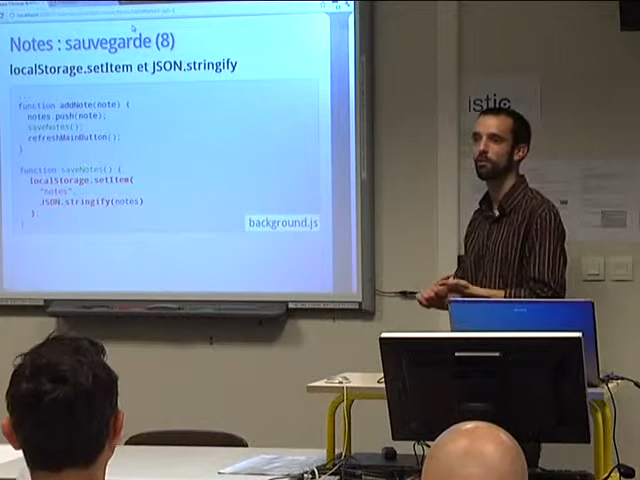 Notes : sauvegarde (8)
localStorage.setItem et JSON.stringify
...
function addNote(note) {
notes.push(note);
saveNotes();
refreshMainButton();
}
function saveNotes() {
localStorage.setItem(
"notes",
JSON.stringify(notes)
);
}
background.js
istic